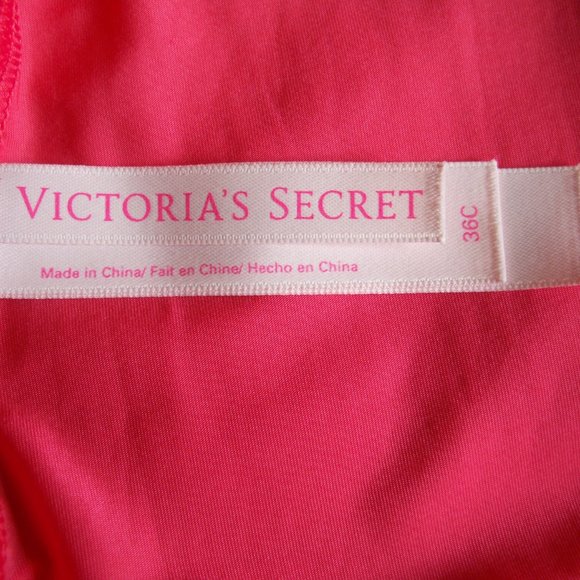 VICTORIA'S SECRET
36C
Made in China/ Fait en Chine/ Hecho en China